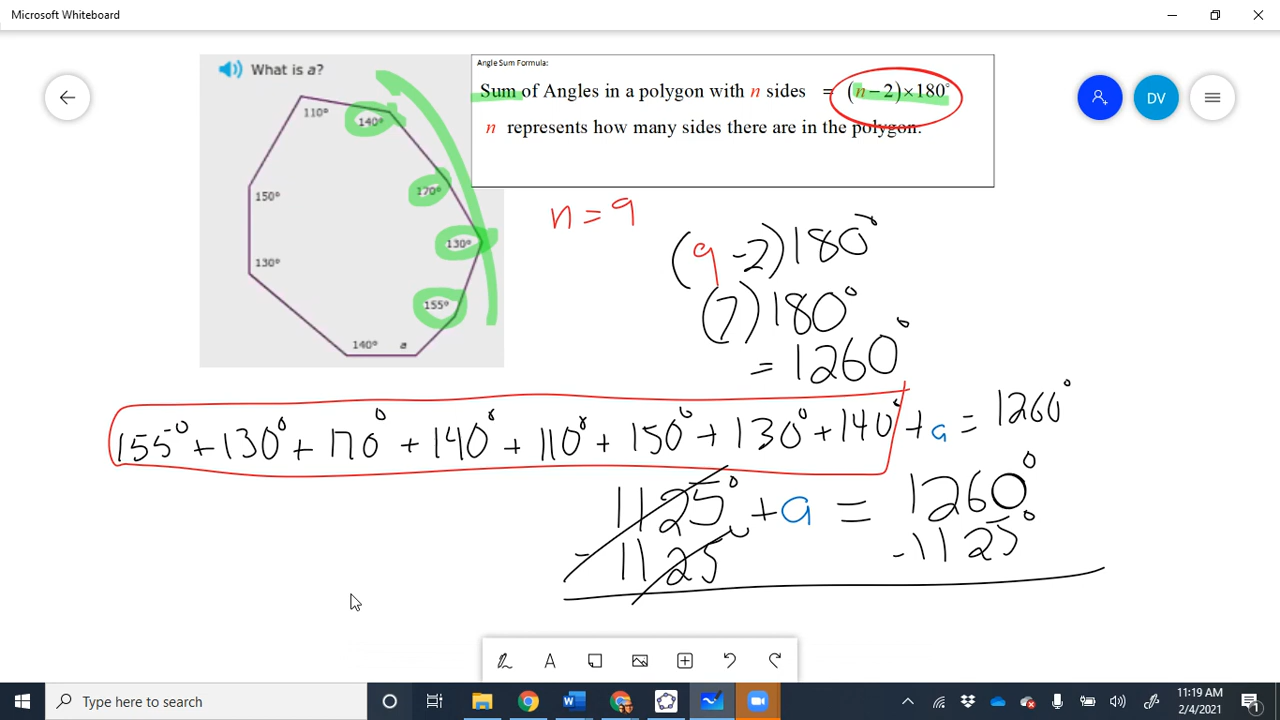 Microsoft Whiteboard
What is a?
110°
140°
170°
150°
130°
130°
155°
140°
a
Angle Sum Formula:
Sum of Angles in a polygon with n sides = (n−2)×180°
n represents how many sides there are in the polygon.
DV
n = 9
(9 -2)180°
(7)180°
= 1260°
155° + 130° + 170° + 140° + 110° + 150° + 130° + 140° + a = 1260°
1125° + a = 1260°
- 1125° -1125°
A
Type here to search
11:19 AM
2/4/2021
1